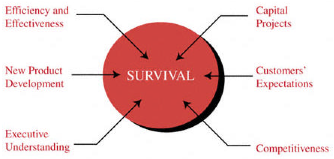 Efficiency and
Effectiveness
Capital
Projects
New Product
Development
SURVIVAL
Customers'
Expectations
Executive
Understanding
Competitiveness